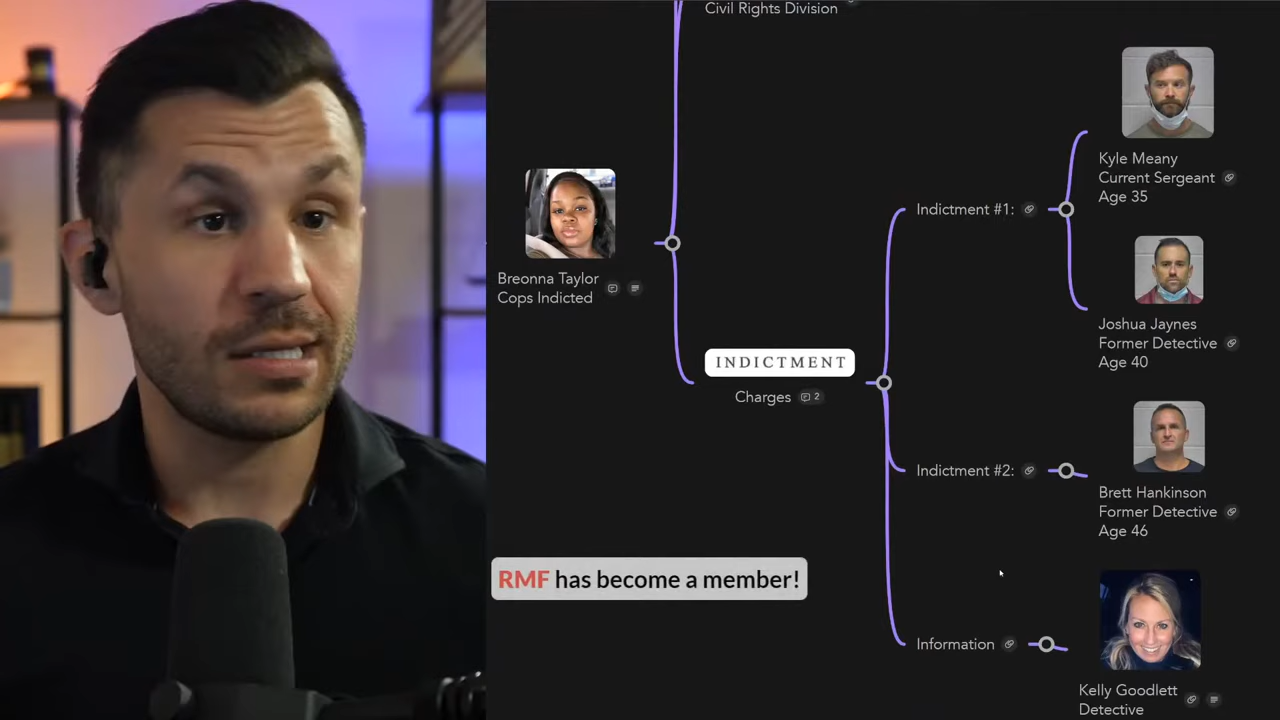 Civil Rights Division
Kyle Meany
Current Sergeant
Age 35
Indictment #1:
Breonna Taylor
Cops Indicted
Joshua Jaynes
Former Detective
Age 40
INDICTMENT
Charges 2
Indictment #2:
Brett Hankinson
Former Detective
Age 46
RMF has become a member!
Information
Kelly Goodlett
Detective